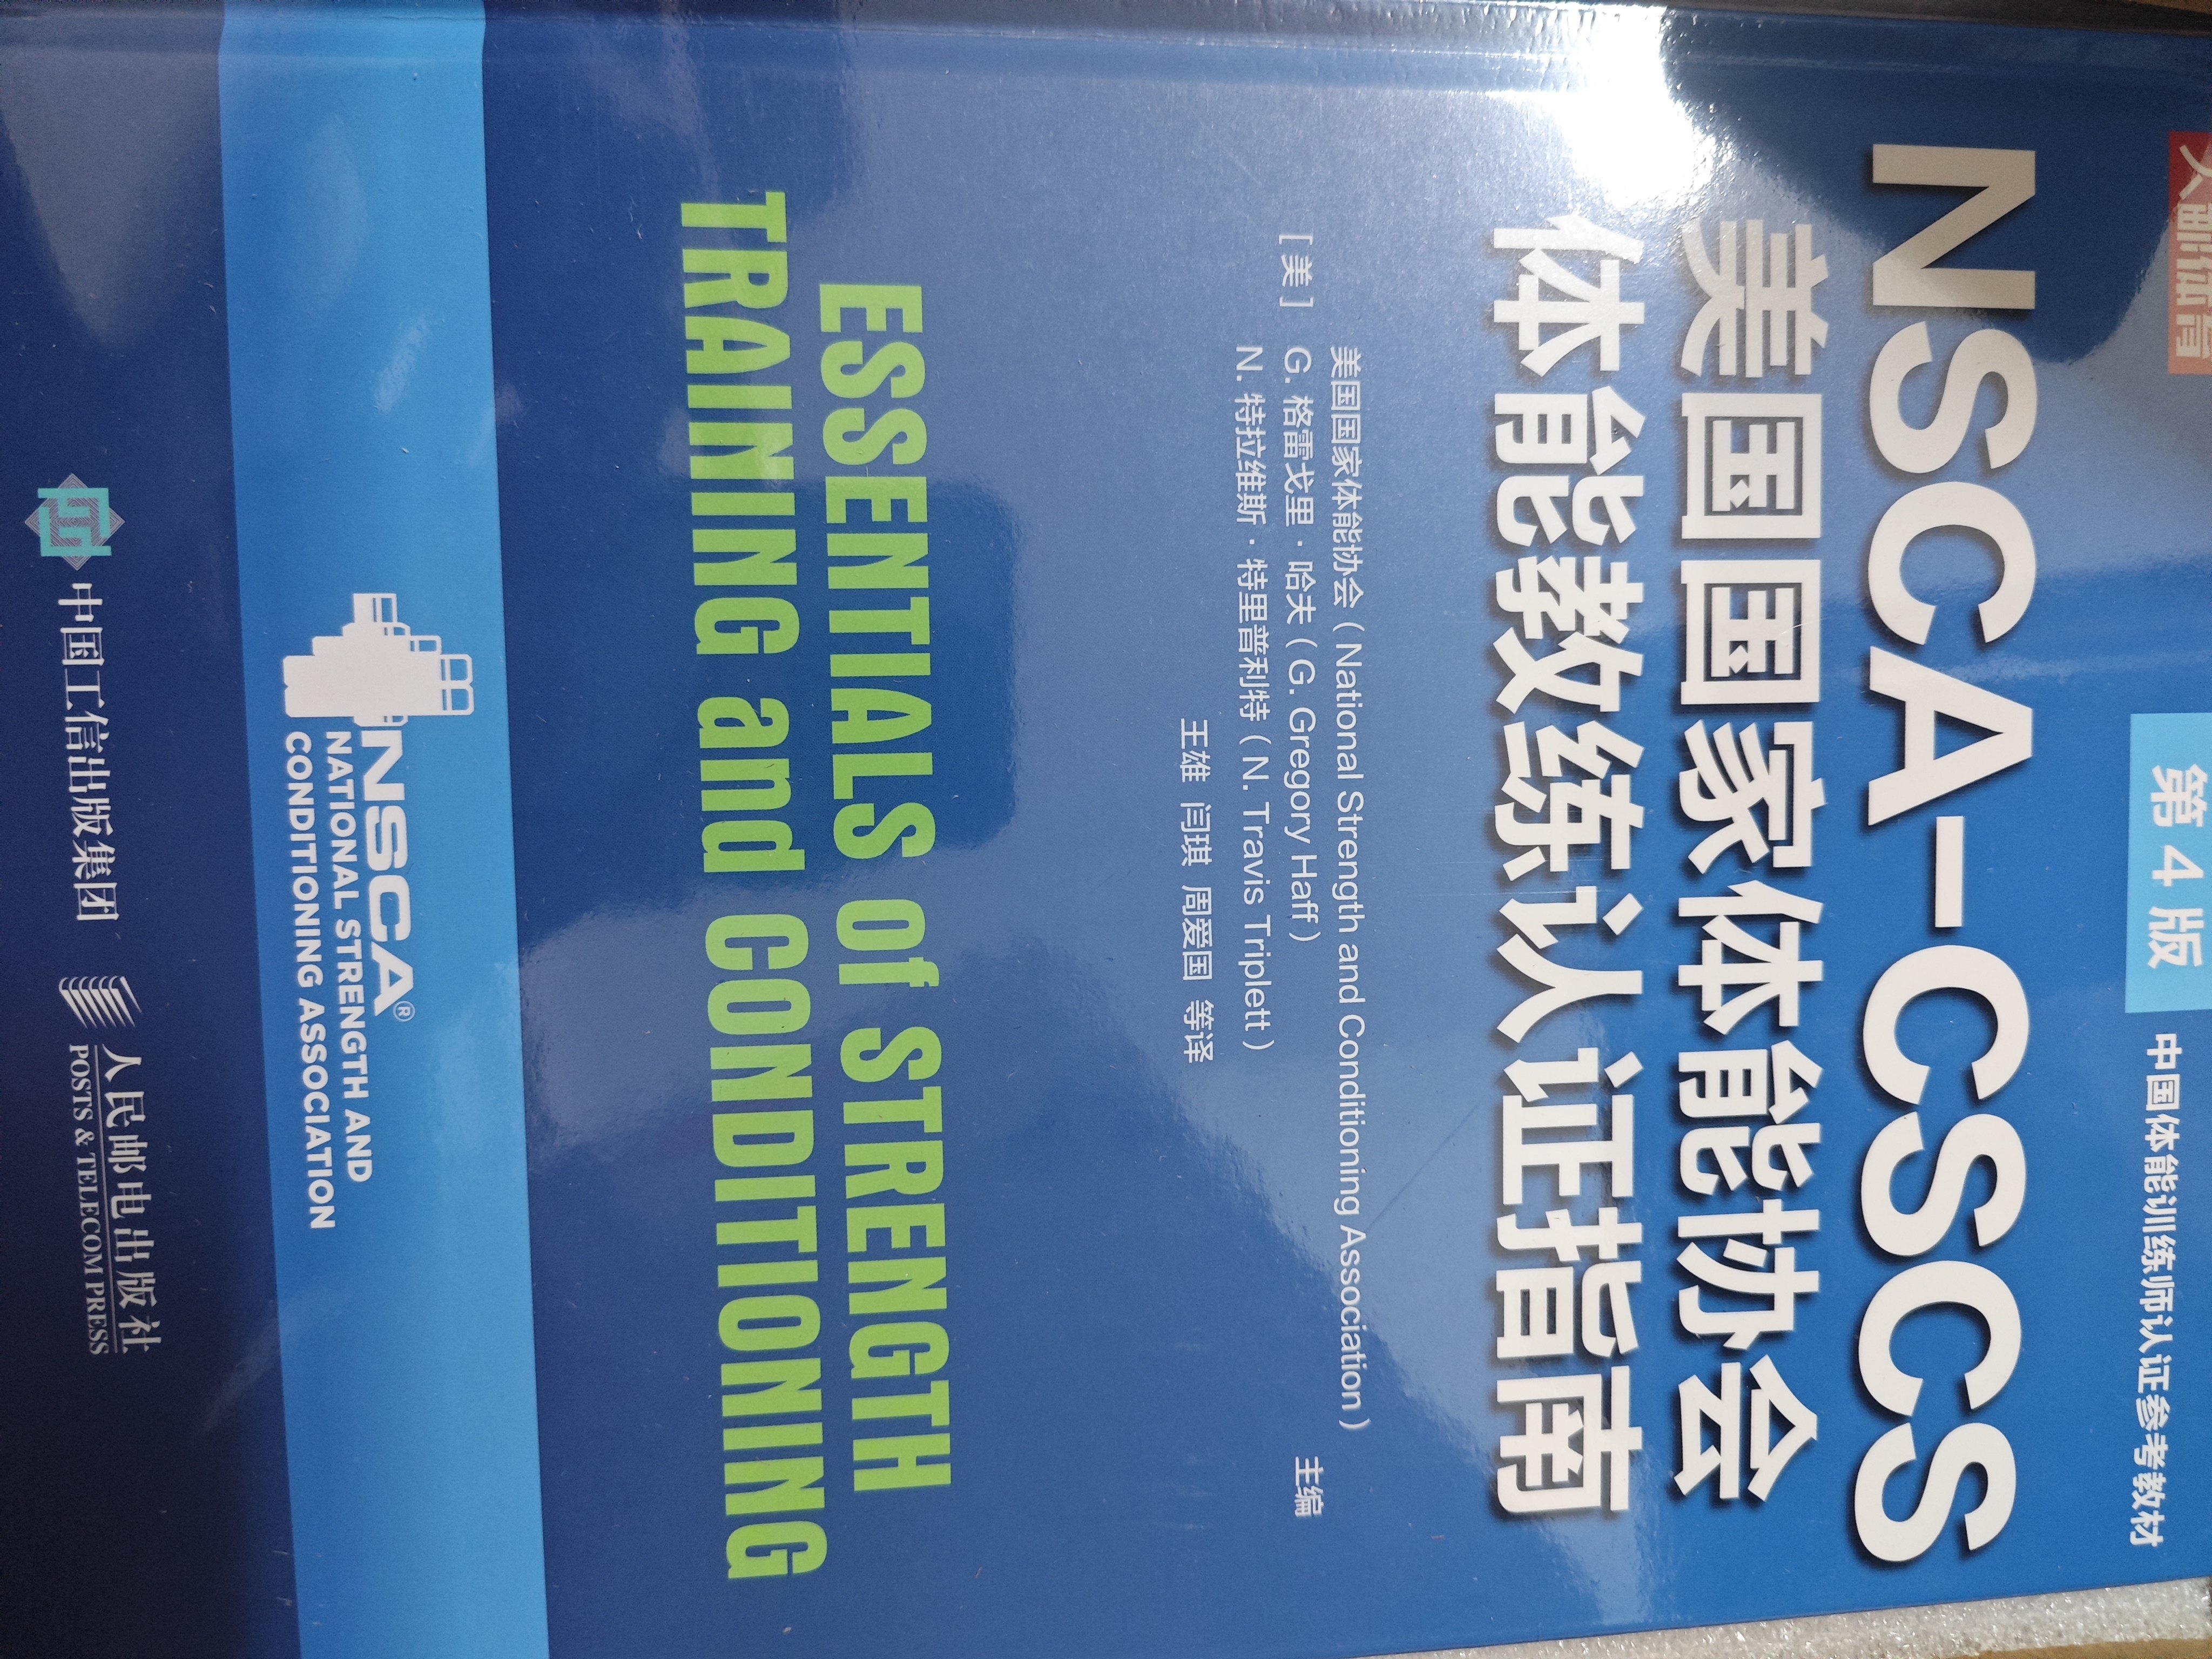 人邮体育
第4版
中国体能训练师认证参考教材
NSCA-CSCS
美国国家体能协会
体能教练认证指南
美国国家体能协会（National Strength and Conditioning Association）
［美］ G. 格雷戈里·哈夫（G. Gregory Haff）
主编
N. 特拉维斯·特里普利特（N. Travis Triplett）
王雄 闫琪 周爱国 等译
ESSENTIALS of STRENGTH
TRAINING and CONDITIONING
NSCA®
NATIONAL STRENGTH AND
CONDITIONING ASSOCIATION
中国工信出版集团
人民邮电出版社
POSTS & TELECOM PRESS